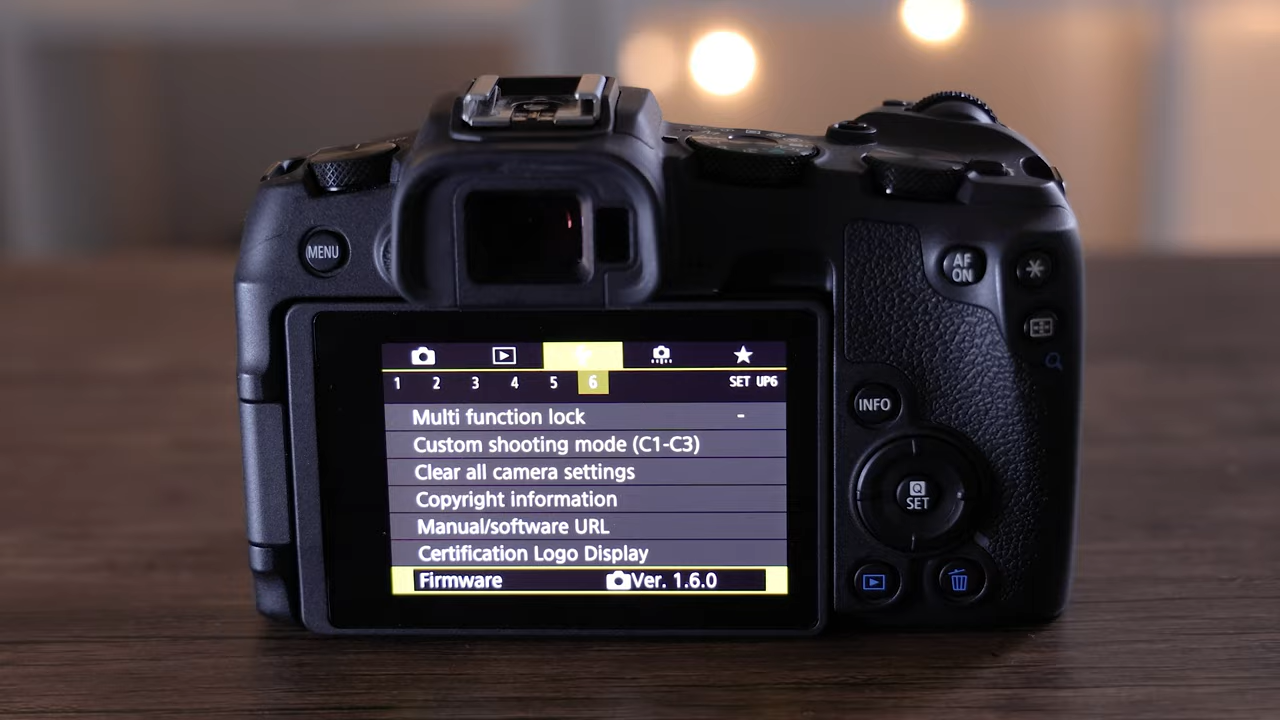 MENU
AF
ON
1 2 3 4 5 6 SET UP6
Multi function lock -
Custom shooting mode (C1-C3)
Clear all camera settings
Copyright information
Manual/software URL
Certification Logo Display
Firmware Ver. 1.6.0
INFO
Q
SET